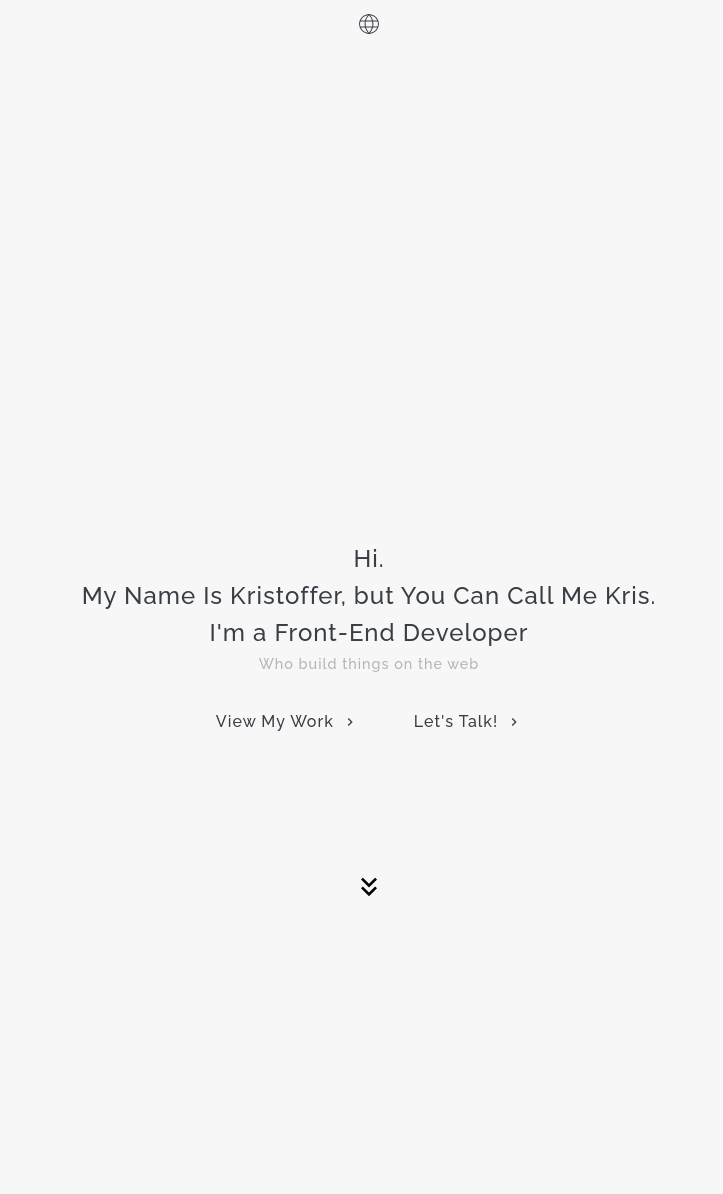 Hi.
My Name Is Kristoffer, but You Can Call Me Kris.
I'm a Front-End Developer
Who build things on the web
View My Work
Let's Talk!